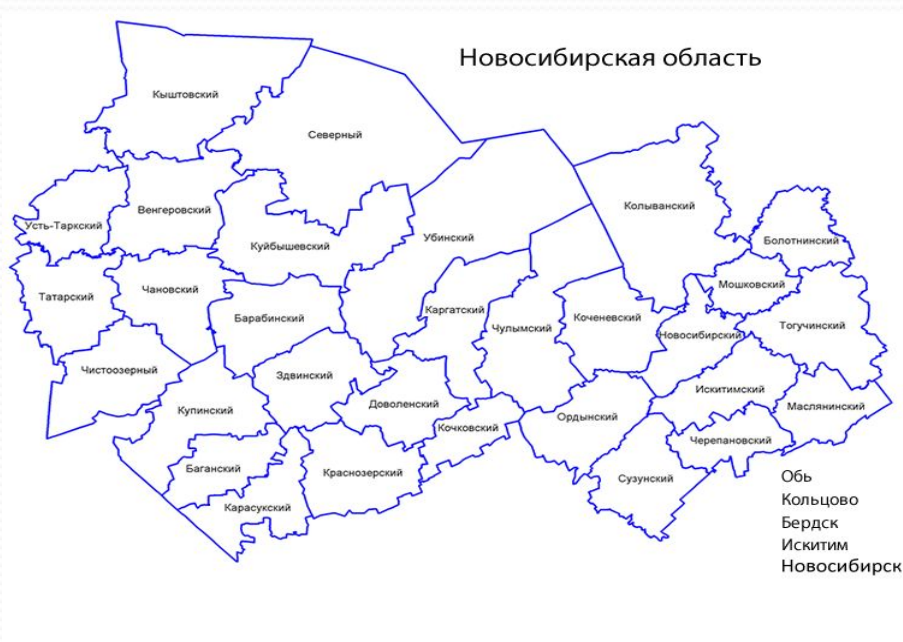 Новосибирская область
Кыштовский
Северный
Венгеровский
Усть-Таркский
Колыванский
Убинский
Куйбышевский
Болотнинский
Мошковский
Чановский
Татарский
Каргатский
Барабинский
Коченевский
Чулымский
Тогучинский
Новосибирский
Чистоозерный
Здвинский
Искитимский
Доволенский
Маслянинский
Купинский
Ордынский
Кочковский
Черепановский
Баганский
Краснозерский
Сузунский
Карасукский
Обь
Кольцово
Бердск
Искитим
Новосибирск